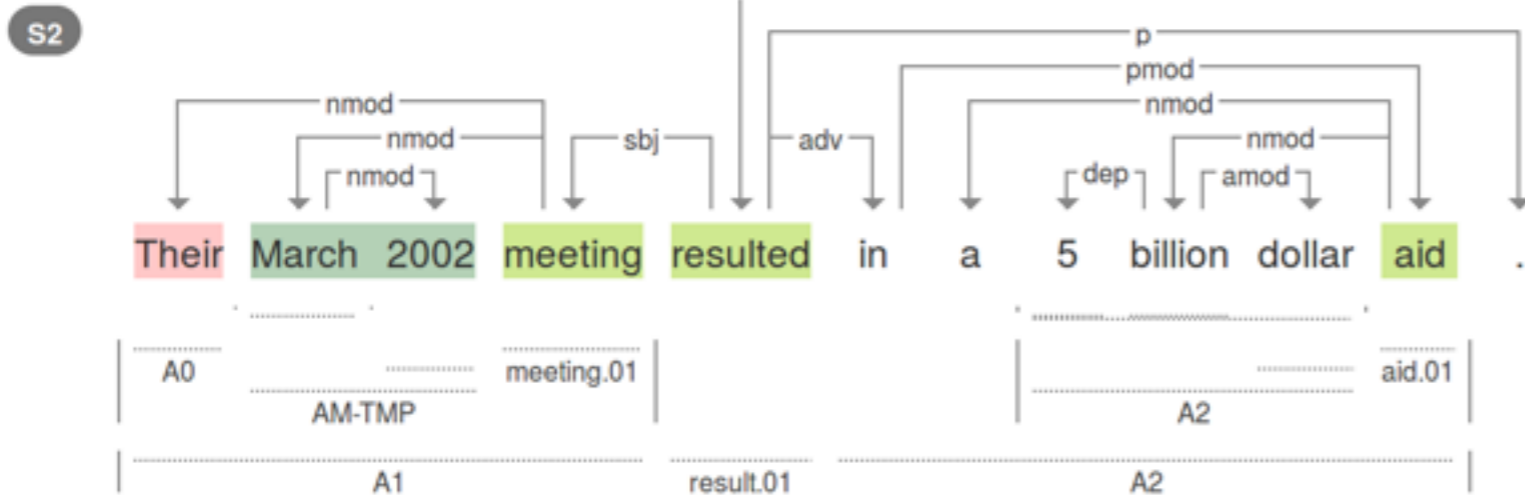 S2
p
pmod
nmod nmod
nmod sbj adv nmod
nmod dep amod
Their March 2002 meeting resulted in a 5 billion dollar aid .
A0 meeting.01 aid.01
AM-TMP A2
A1 result.01 A2